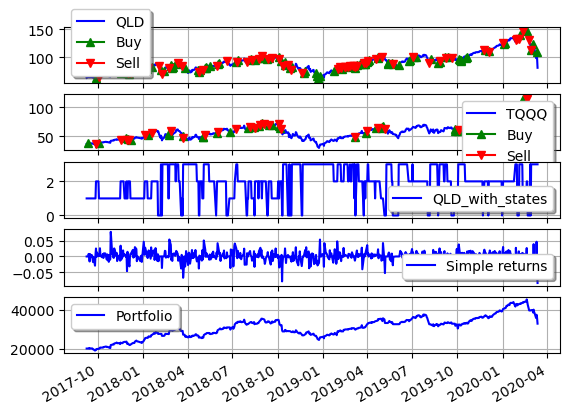 QLD
Buy
Sell
150
100
TQQQ
Buy
Sell
100
50
QLD_with_states
2
0
Simple returns
0.05
0.00
−0.05
Portfolio
40000
20000
2017-10
2018-01
2018-04
2018-07
2018-10
2019-01
2019-04
2019-07
2019-10
2020-01
2020-04